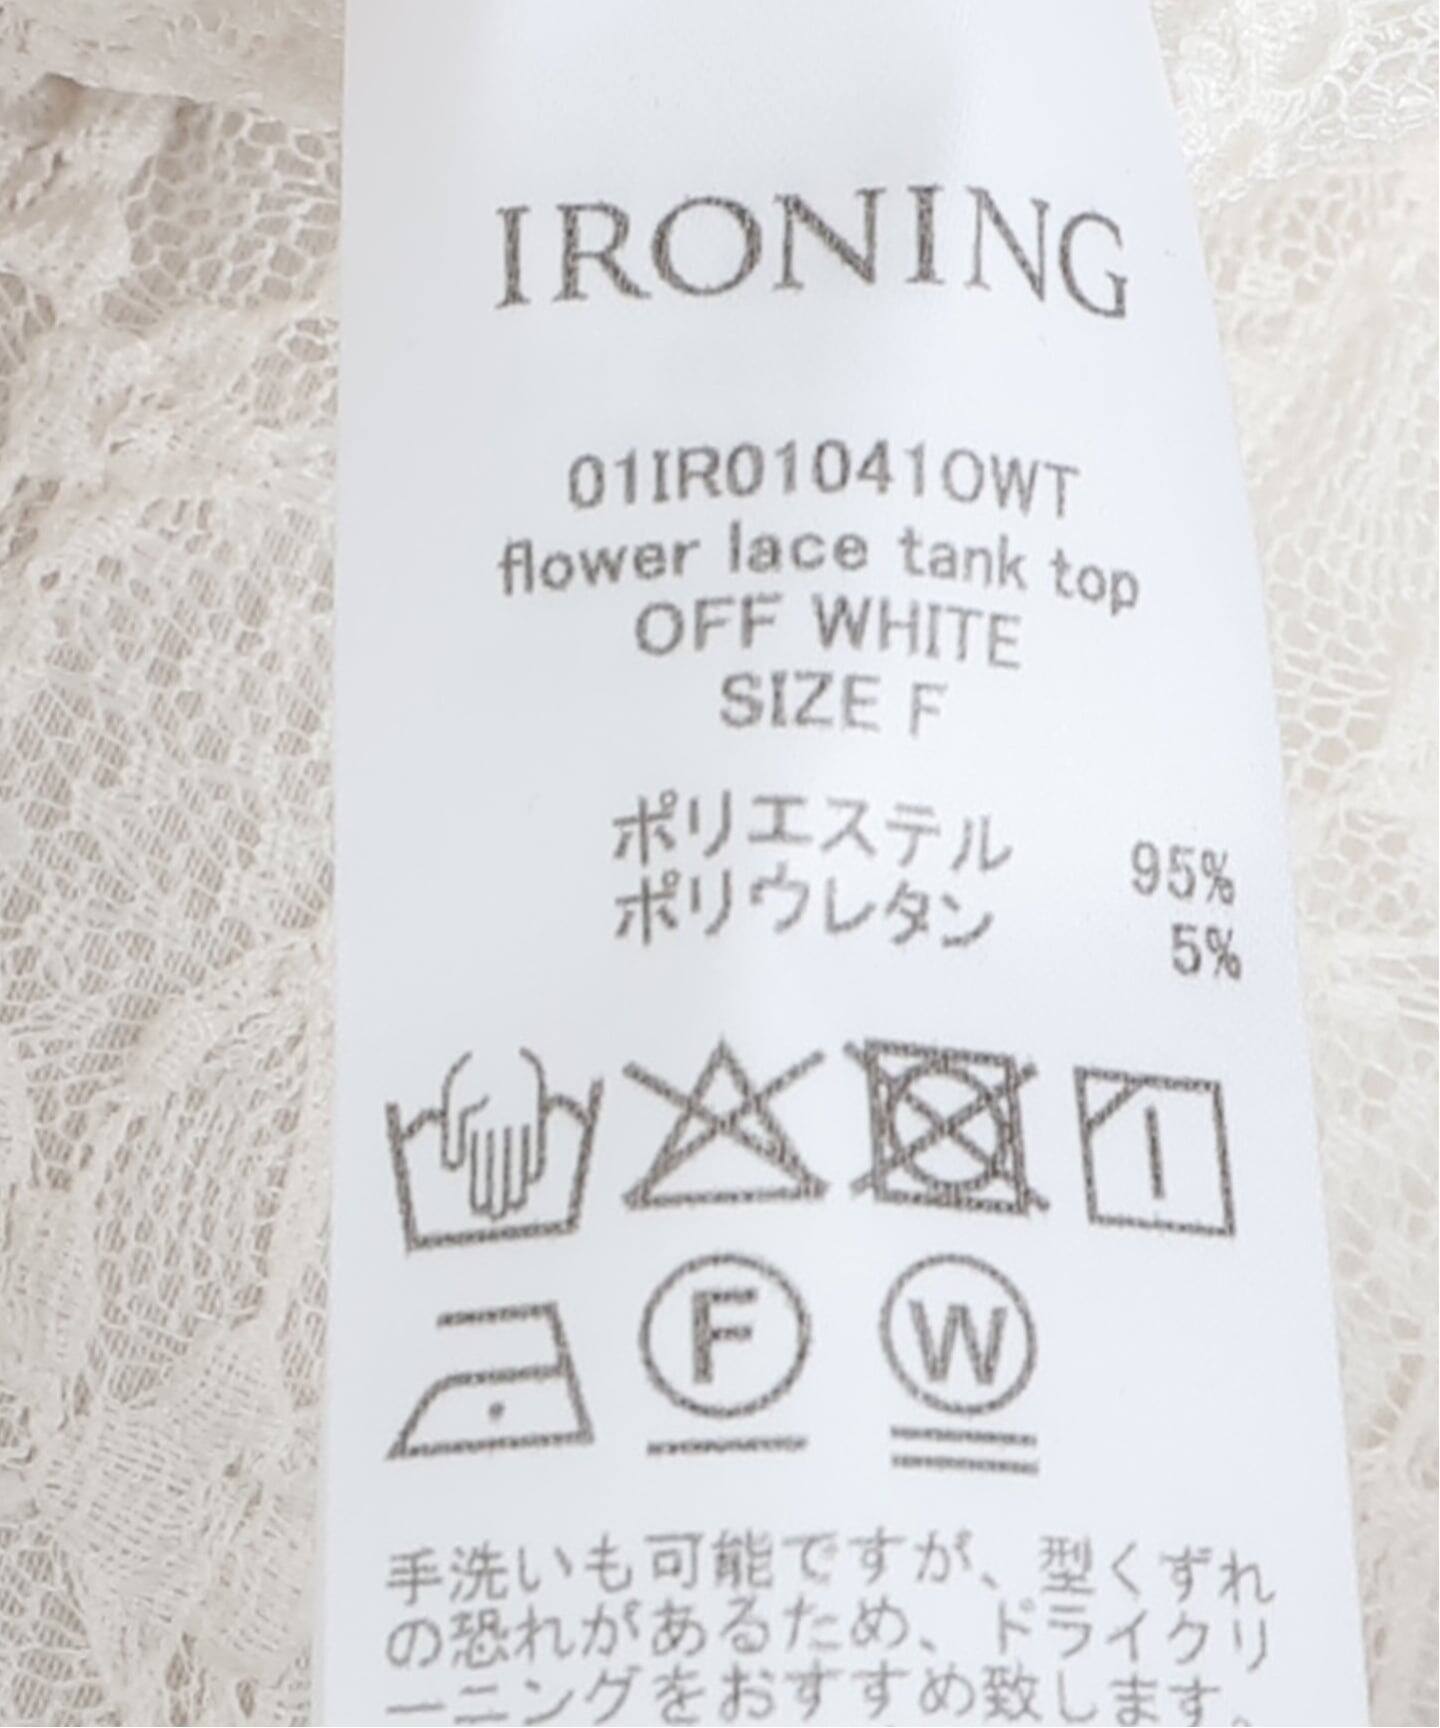 IRONING
01IR010410WT
flower lace tank top
OFF WHITE
SIZE F
ポリエステル 95%
ポリウレタン 5%
F
W
手洗いも可能ですが、型くずれ
の恐れがあるため、ドライクリ
ーニングをおすすめ致します。